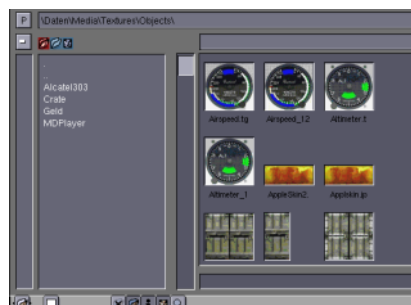 P \Daten\Media\Textures\Objects\
.
..
Alcatel303
Crate
Geld
MDPlayer
Airspeed.tg Airspeed_12 Altimeter.t
Altimeter_1 AppleSkin2. Appleskin.jp